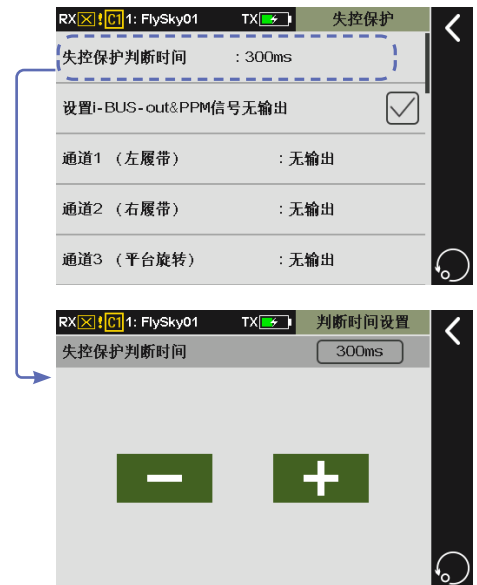 RX C1 1: FlySky01 TX 失控保护
失控保护判断时间 : 300ms
设置i-BUS-out&PPM信号无输出
通道1 (左履带) : 无输出
通道2 (右履带) : 无输出
通道3 (平台旋转) : 无输出
RX C1 1: FlySky01 TX 判断时间设置
失控保护判断时间 300ms